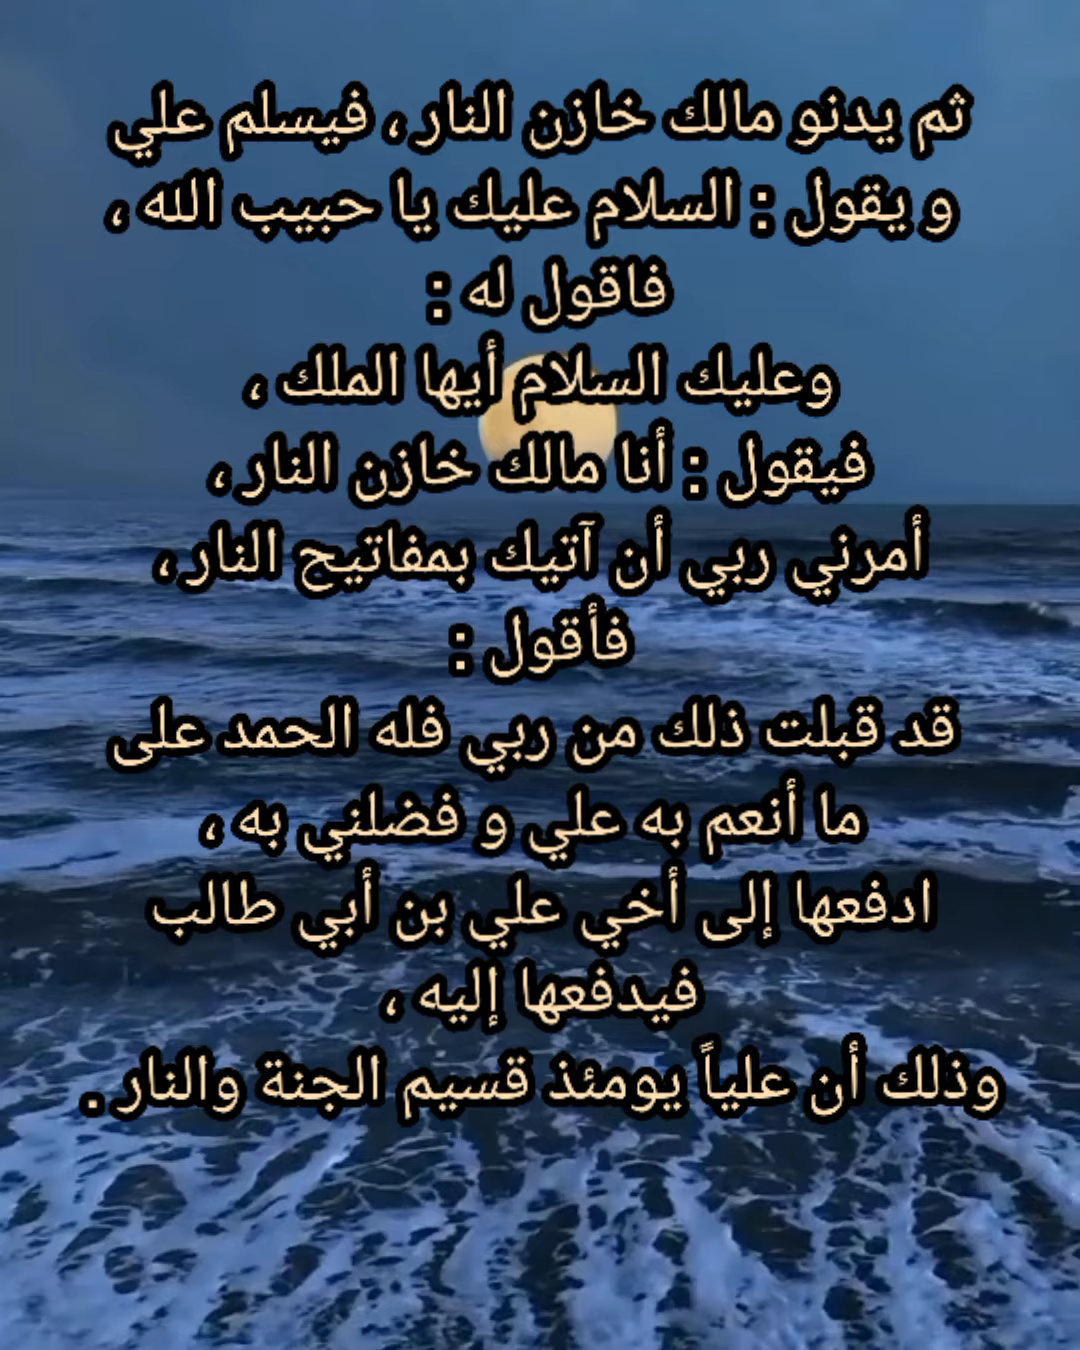 ثم يدنو مالك خازن النار ، فيسلم علي
و يقول : السلام عليك يا حبيب الله ،
فاقول له :
وعليك السلام أيها الملك ،
فيقول : أنا مالك خازن النار ،
أمرني ربي أن آتيك بمفاتيح النار ،
فأقول :
قد قبلت ذلك من ربي فله الحمد على
ما أنعم به علي و فضلني به ،
ادفعها إلى أخي علي بن أبي طالب
فيدفعها إليه ،
وذلك أن علياً يومئذ قسيم الجنة والنار .